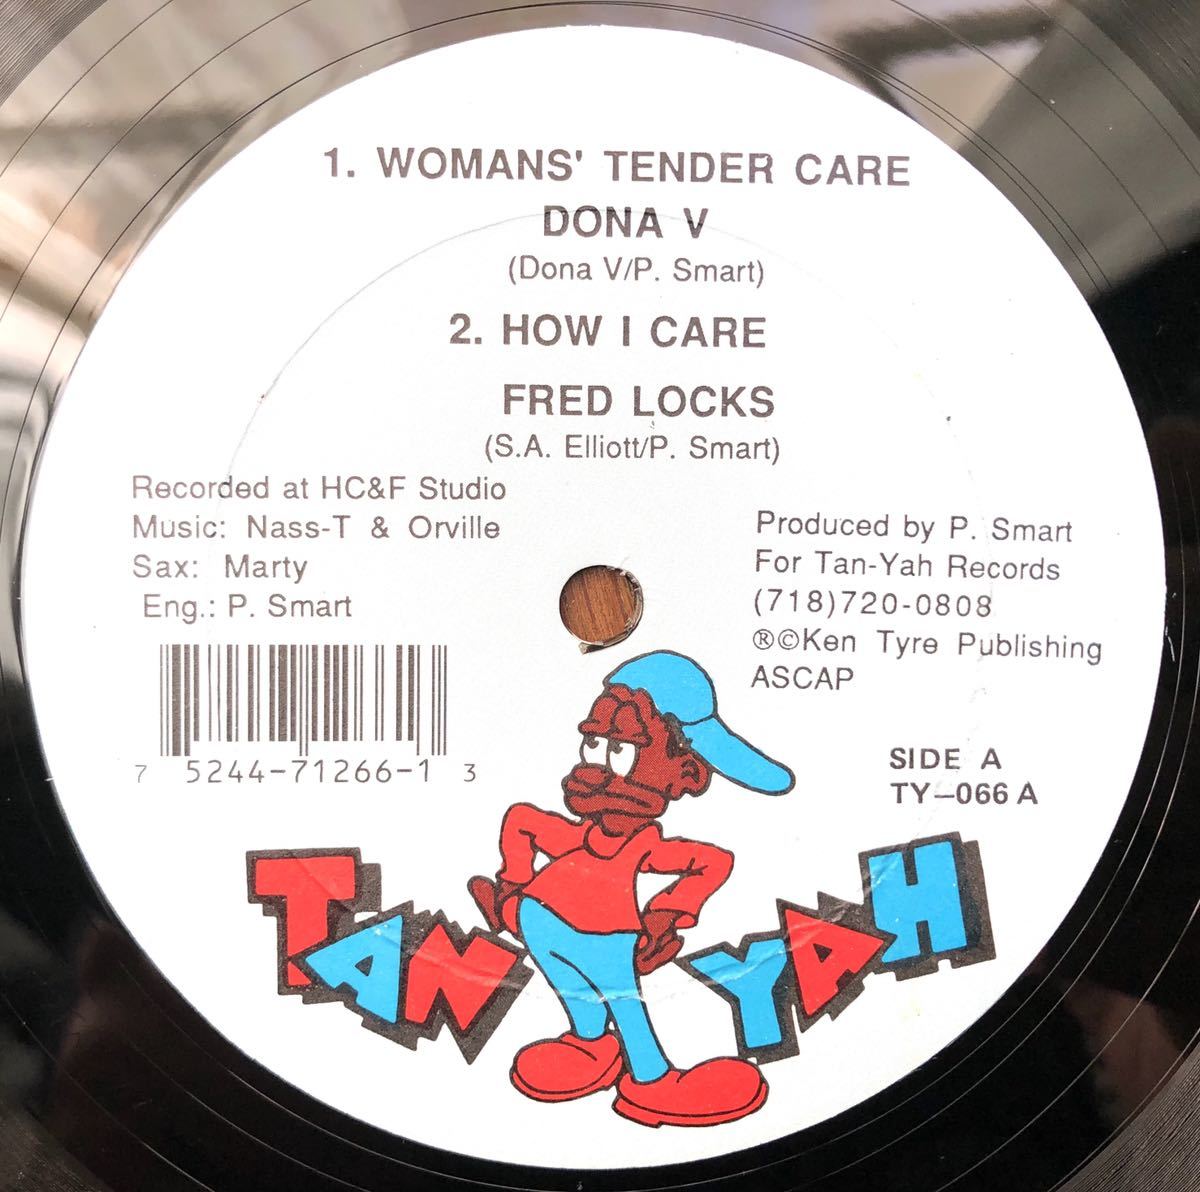 1. WOMANS' TENDER CARE
DONA V
(Dona V/P. Smart)
2. HOW I CARE
FRED LOCKS
(S.A. Elliott/P. Smart)
Recorded at HC&F Studio
Music: Nass-T & Orville
Sax: Marty
Eng.: P. Smart
Produced by P. Smart
For Tan-Yah Records
(718)720-0808
®©Ken Tyre Publishing
ASCAP
7 5244-71266-1 3
SIDE A
TY-066 A
TAN YAH